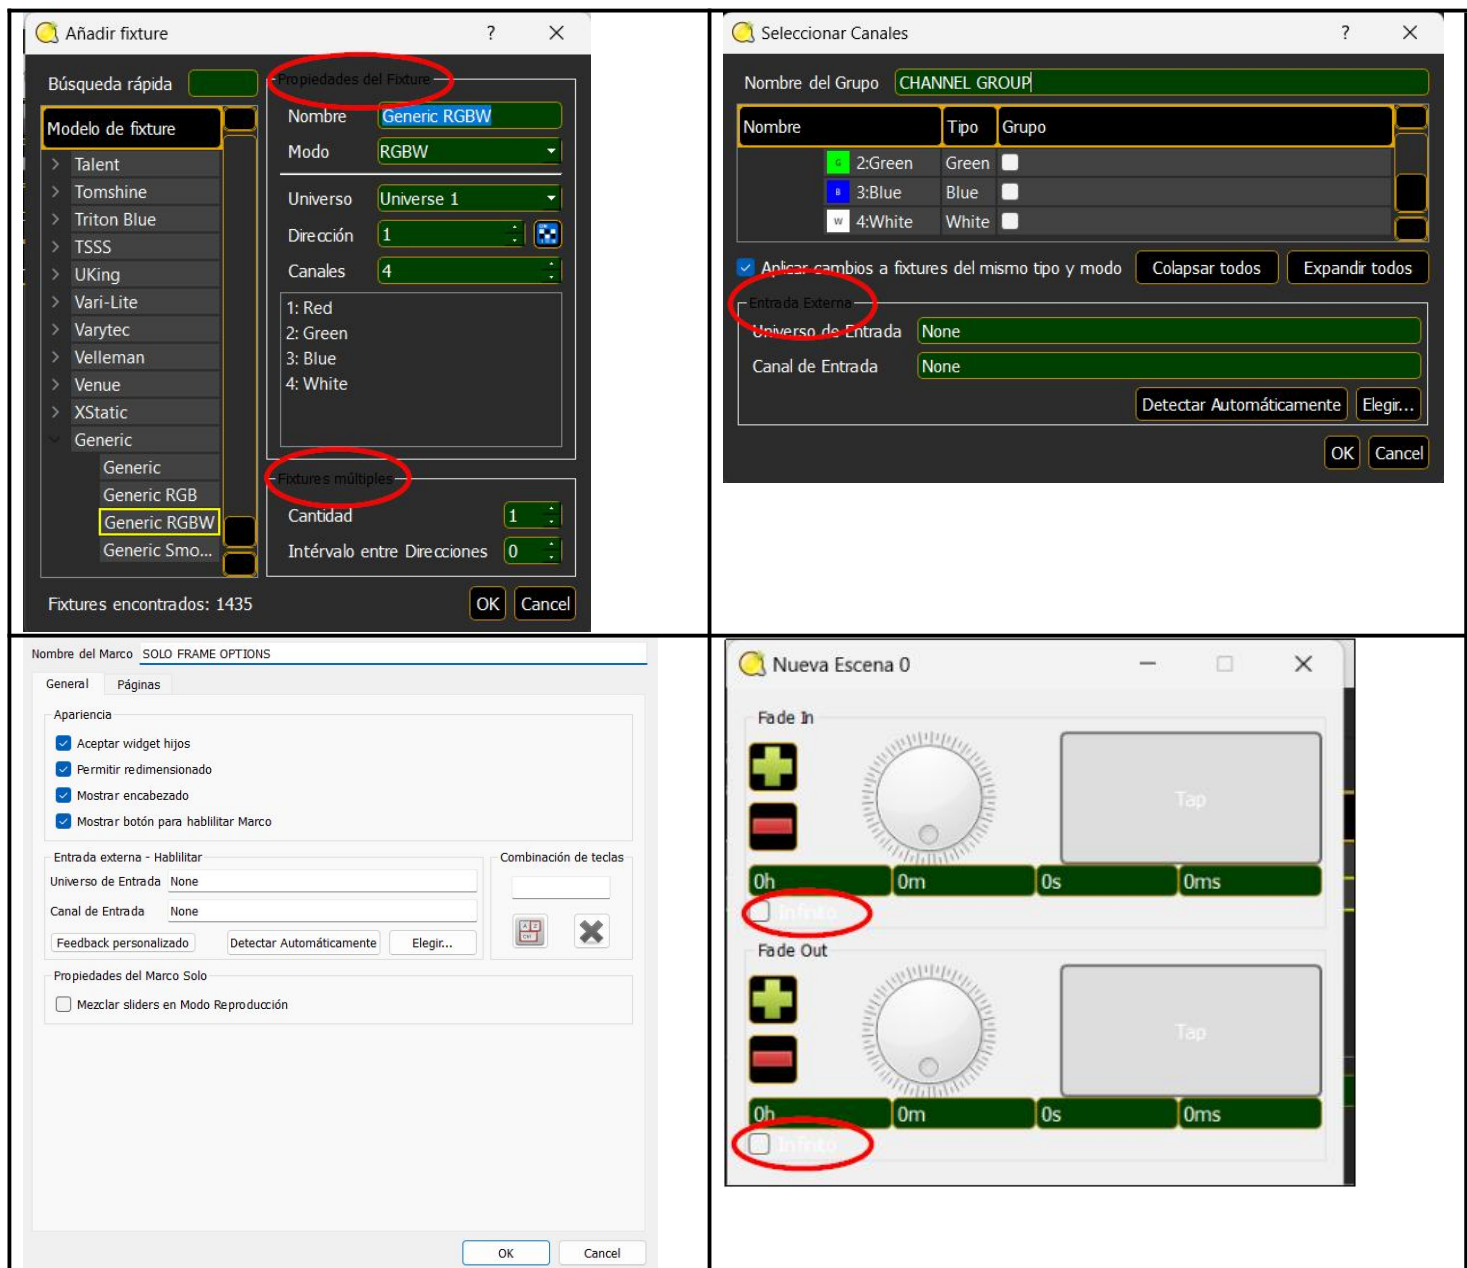 Añadir fixture ? ×
Búsqueda rápida
Modelo de fixture
Talent
Tomshine
Triton Blue
TSSS
UKing
Vari-Lite
Varytec
Velleman
Venue
XStatic
Generic
Generic
Generic RGB
Generic RGBW
Generic Smo...
Propiedades del Fixture
Nombre Generic RGBW
Modo RGBW
Universo Universe 1
Dirección 1
Canales 4
1: Red
2: Green
3: Blue
4: White
Fixtures múltiples
Cantidad 1
Intérvalo entre Direcciones 0
Fixtures encontrados: 1435
OK Cancel
Seleccionar Canales ? ×
Nombre del Grupo CHANNEL GROUP
Nombre Tipo Grupo
G 2:Green Green
B 3:Blue Blue
W 4:White White
Aplicar cambios a fixtures del mismo tipo y modo Colapsar todos Expandir todos
Entrada Externa
Universo de Entrada None
Canal de Entrada None
Detectar Automáticamente Elegir...
OK Cancel
Nombre del Marco SOLO FRAME OPTIONS
General Páginas
Apariencia
Aceptar widget hijos
Permitir redimensionado
Mostrar encabezado
Mostrar botón para hablilitar Marco
Entrada externa - Hablilitar
Universo de Entrada None
Canal de Entrada None
Feedback personalizado Detectar Automáticamente Elegir...
Combinación de teclas
Propiedades del Marco Solo
Mezclar sliders en Modo Reproducción
OK Cancel
Nueva Escena 0
Fade In
Tap
0h 0m 0s 0ms
Infinito
Fade Out
Tap
0h 0m 0s 0ms
Infinito